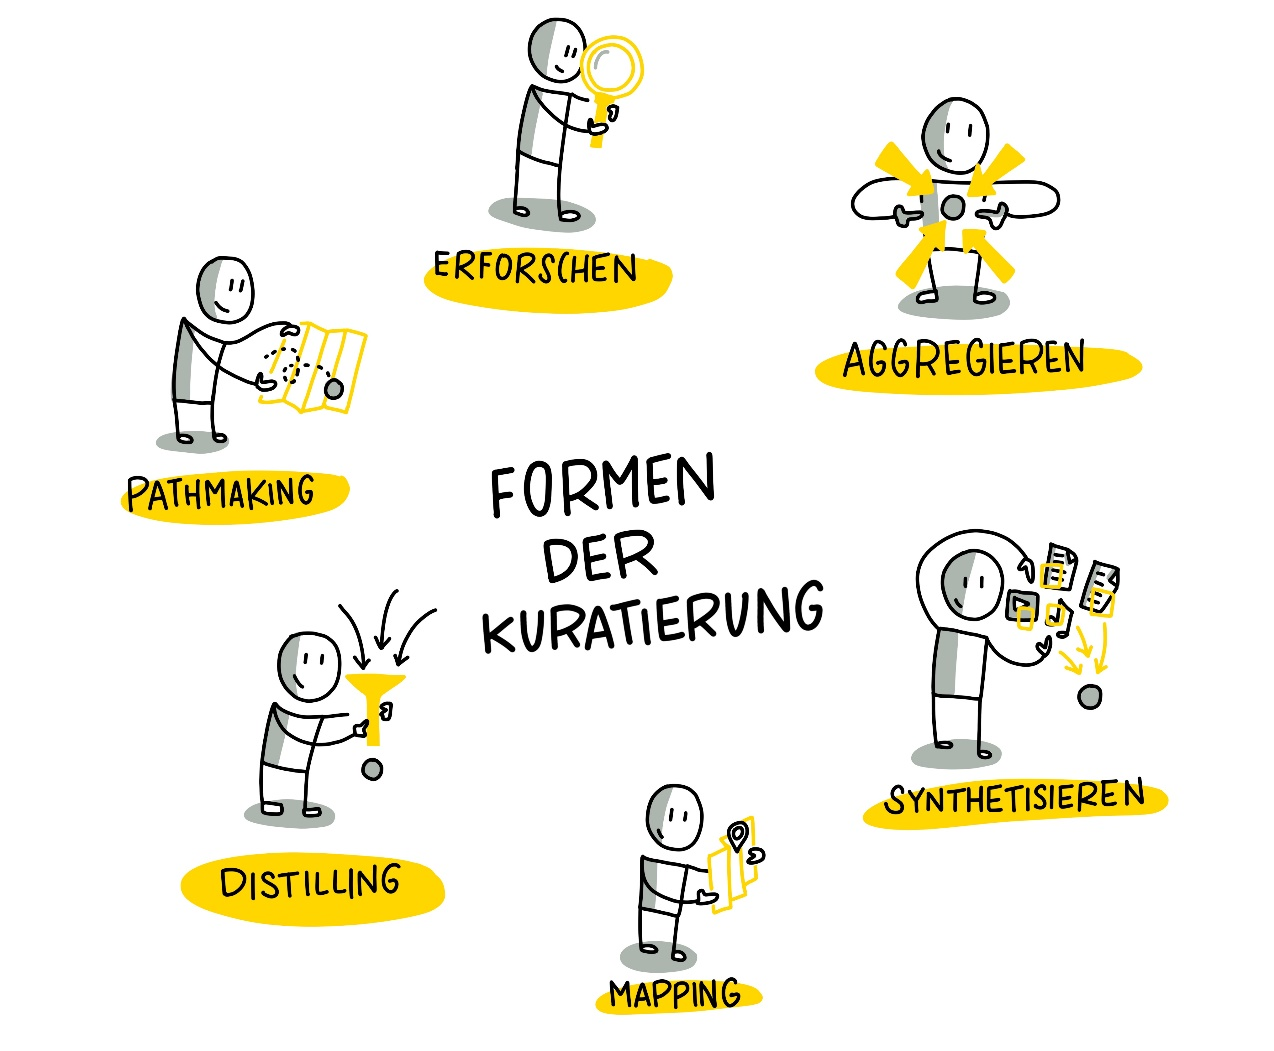 ERFORSCHEN
AGGREGIEREN
PATHMAKING
FORMEN
DER
KURATIERUNG
SYNTHETISIEREN
DISTILLING
MAPPING